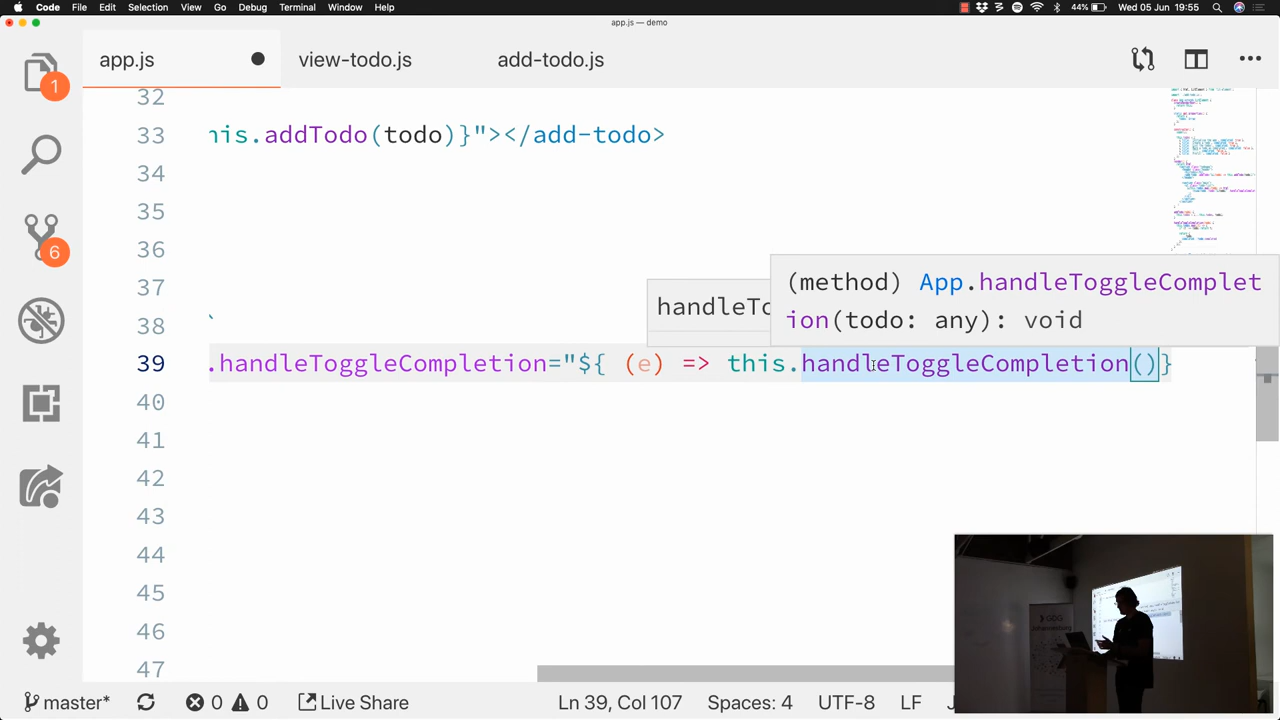 Code File Edit Selection View Go Debug Terminal Window Help
44% Wed 05 Jun 19:55
app.js — demo
app.js
view-todo.js
add-todo.js
1
6
32
33 his.addTodo(todo)}"></add-todo>
34
35
36
37
38 `
(method) App.handleToggleComplet
ion(todo: any): void
handleTo
39 .handleToggleCompletion="${ (e) => this.handleToggleCompletion()}
40
41
42
43
44
45
46
47
GDG
Johannesburg
master* 0 0 Live Share Ln 39, Col 107 Spaces: 4 UTF-8 LF